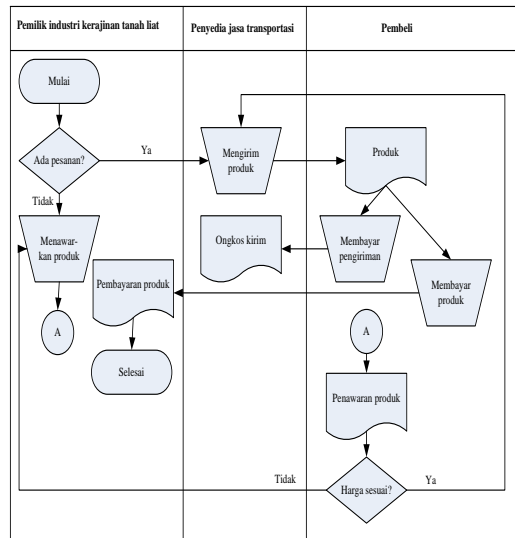 Pemilik industri kerajinan tanah liat
Penyedia jasa transportasi
Pembeli
Mulai
Ada pesanan?
Ya
Mengirim
produk
Produk
Tidak
Menawar-
kan produk
Ongkos kirim
Membayar
pengiriman
Pembayaran produk
Membayar
produk
A
A
Selesai
Penawaran produk
Tidak
Harga sesuai?
Ya